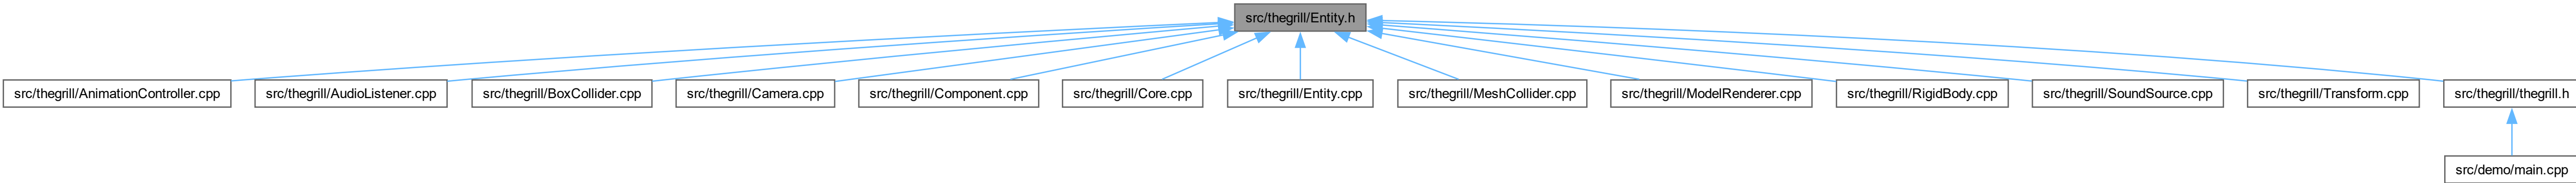 src/thegrill/Entity.h
src/thegrill/AnimationController.cpp
src/thegrill/AudioListener.cpp
src/thegrill/BoxCollider.cpp
src/thegrill/Camera.cpp
src/thegrill/Component.cpp
src/thegrill/Core.cpp
src/thegrill/Entity.cpp
src/thegrill/MeshCollider.cpp
src/thegrill/ModelRenderer.cpp
src/thegrill/RigidBody.cpp
src/thegrill/SoundSource.cpp
src/thegrill/Transform.cpp
src/thegrill/thegrill.h
src/demo/main.cpp